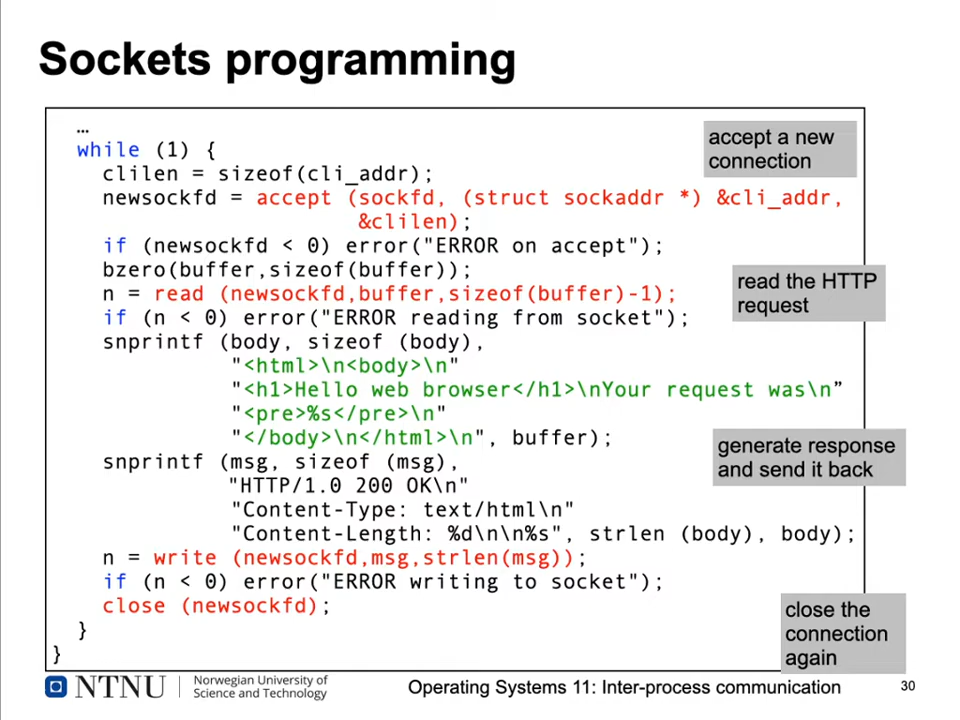 Sockets programming
…
while (1) {
clilen = sizeof(cli_addr);
newsockfd = accept (sockfd, (struct sockaddr *) &cli_addr,
&clilen);
if (newsockfd < 0) error("ERROR on accept");
bzero(buffer,sizeof(buffer));
n = read (newsockfd,buffer,sizeof(buffer)-1);
if (n < 0) error("ERROR reading from socket");
snprintf (body, sizeof (body),
"<html>\n<body>\n"
"<h1>Hello web browser</h1>\nYour request was\n”
"<pre>%s</pre>\n"
"</body>\n</html>\n", buffer);
snprintf (msg, sizeof (msg),
"HTTP/1.0 200 OK\n"
"Content-Type: text/html\n"
"Content-Length: %d\n\n%s", strlen (body), body);
n = write (newsockfd,msg,strlen(msg));
if (n < 0) error("ERROR writing to socket");
close (newsockfd);
}
}
accept a new
connection
read the HTTP
request
generate response
and send it back
close the
connection
again
NTNU
Norwegian University of
Science and Technology
Operating Systems 11: Inter-process communication
30